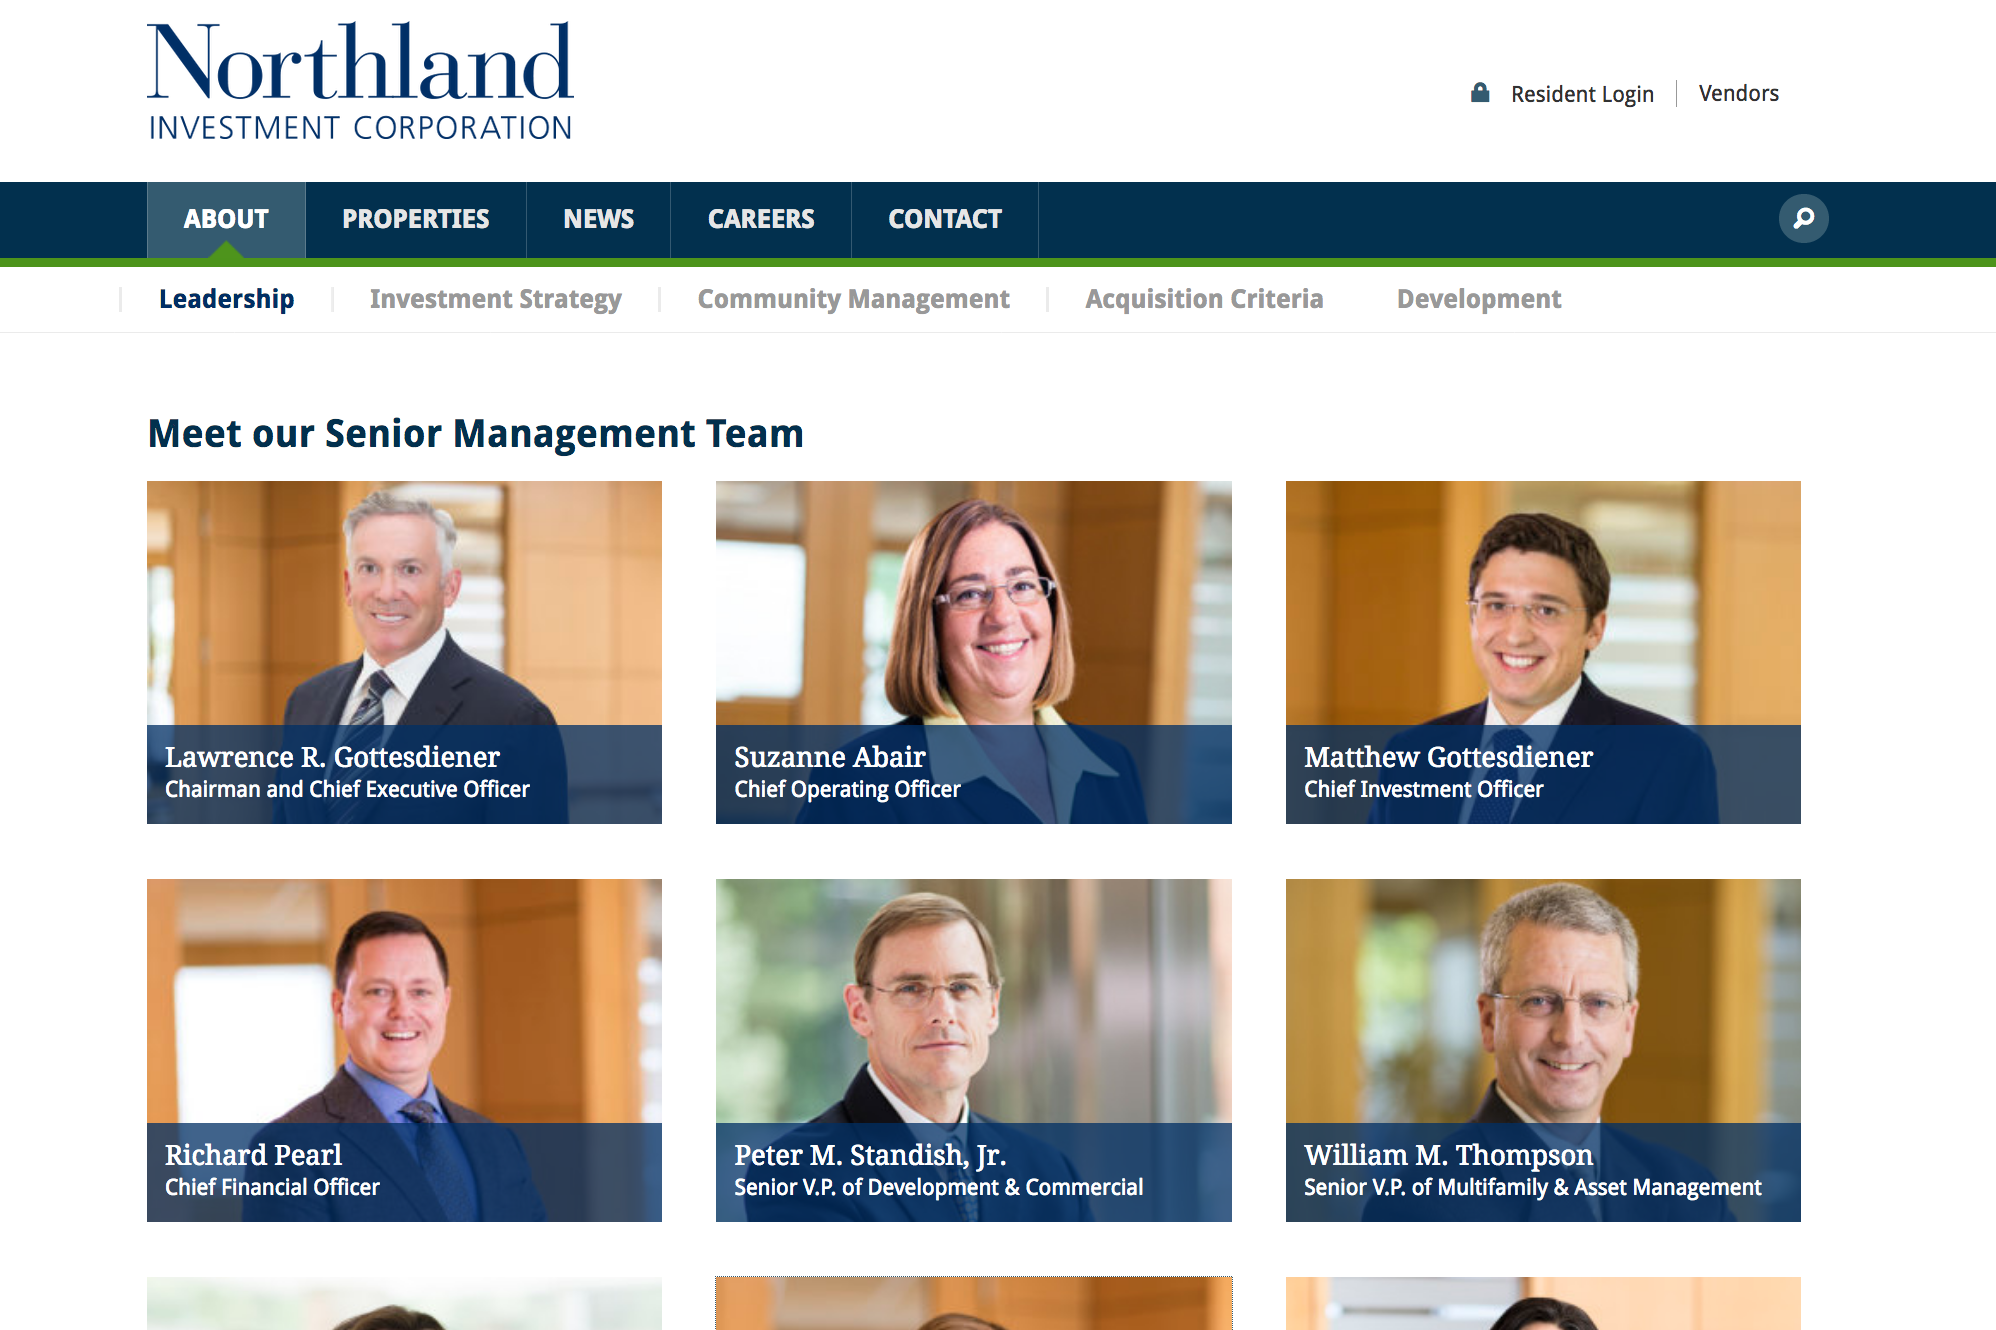 Northland
INVESTMENT CORPORATION
Resident Login
Vendors
ABOUT
PROPERTIES
NEWS
CAREERS
CONTACT
Leadership
Investment Strategy
Community Management
Acquisition Criteria
Development
Meet our Senior Management Team
Lawrence R. Gottesdiener
Chairman and Chief Executive Officer
Suzanne Abair
Chief Operating Officer
Matthew Gottesdiener
Chief Investment Officer
Richard Pearl
Chief Financial Officer
Peter M. Standish, Jr.
Senior V.P. of Development & Commercial
William M. Thompson
Senior V.P. of Multifamily & Asset Management